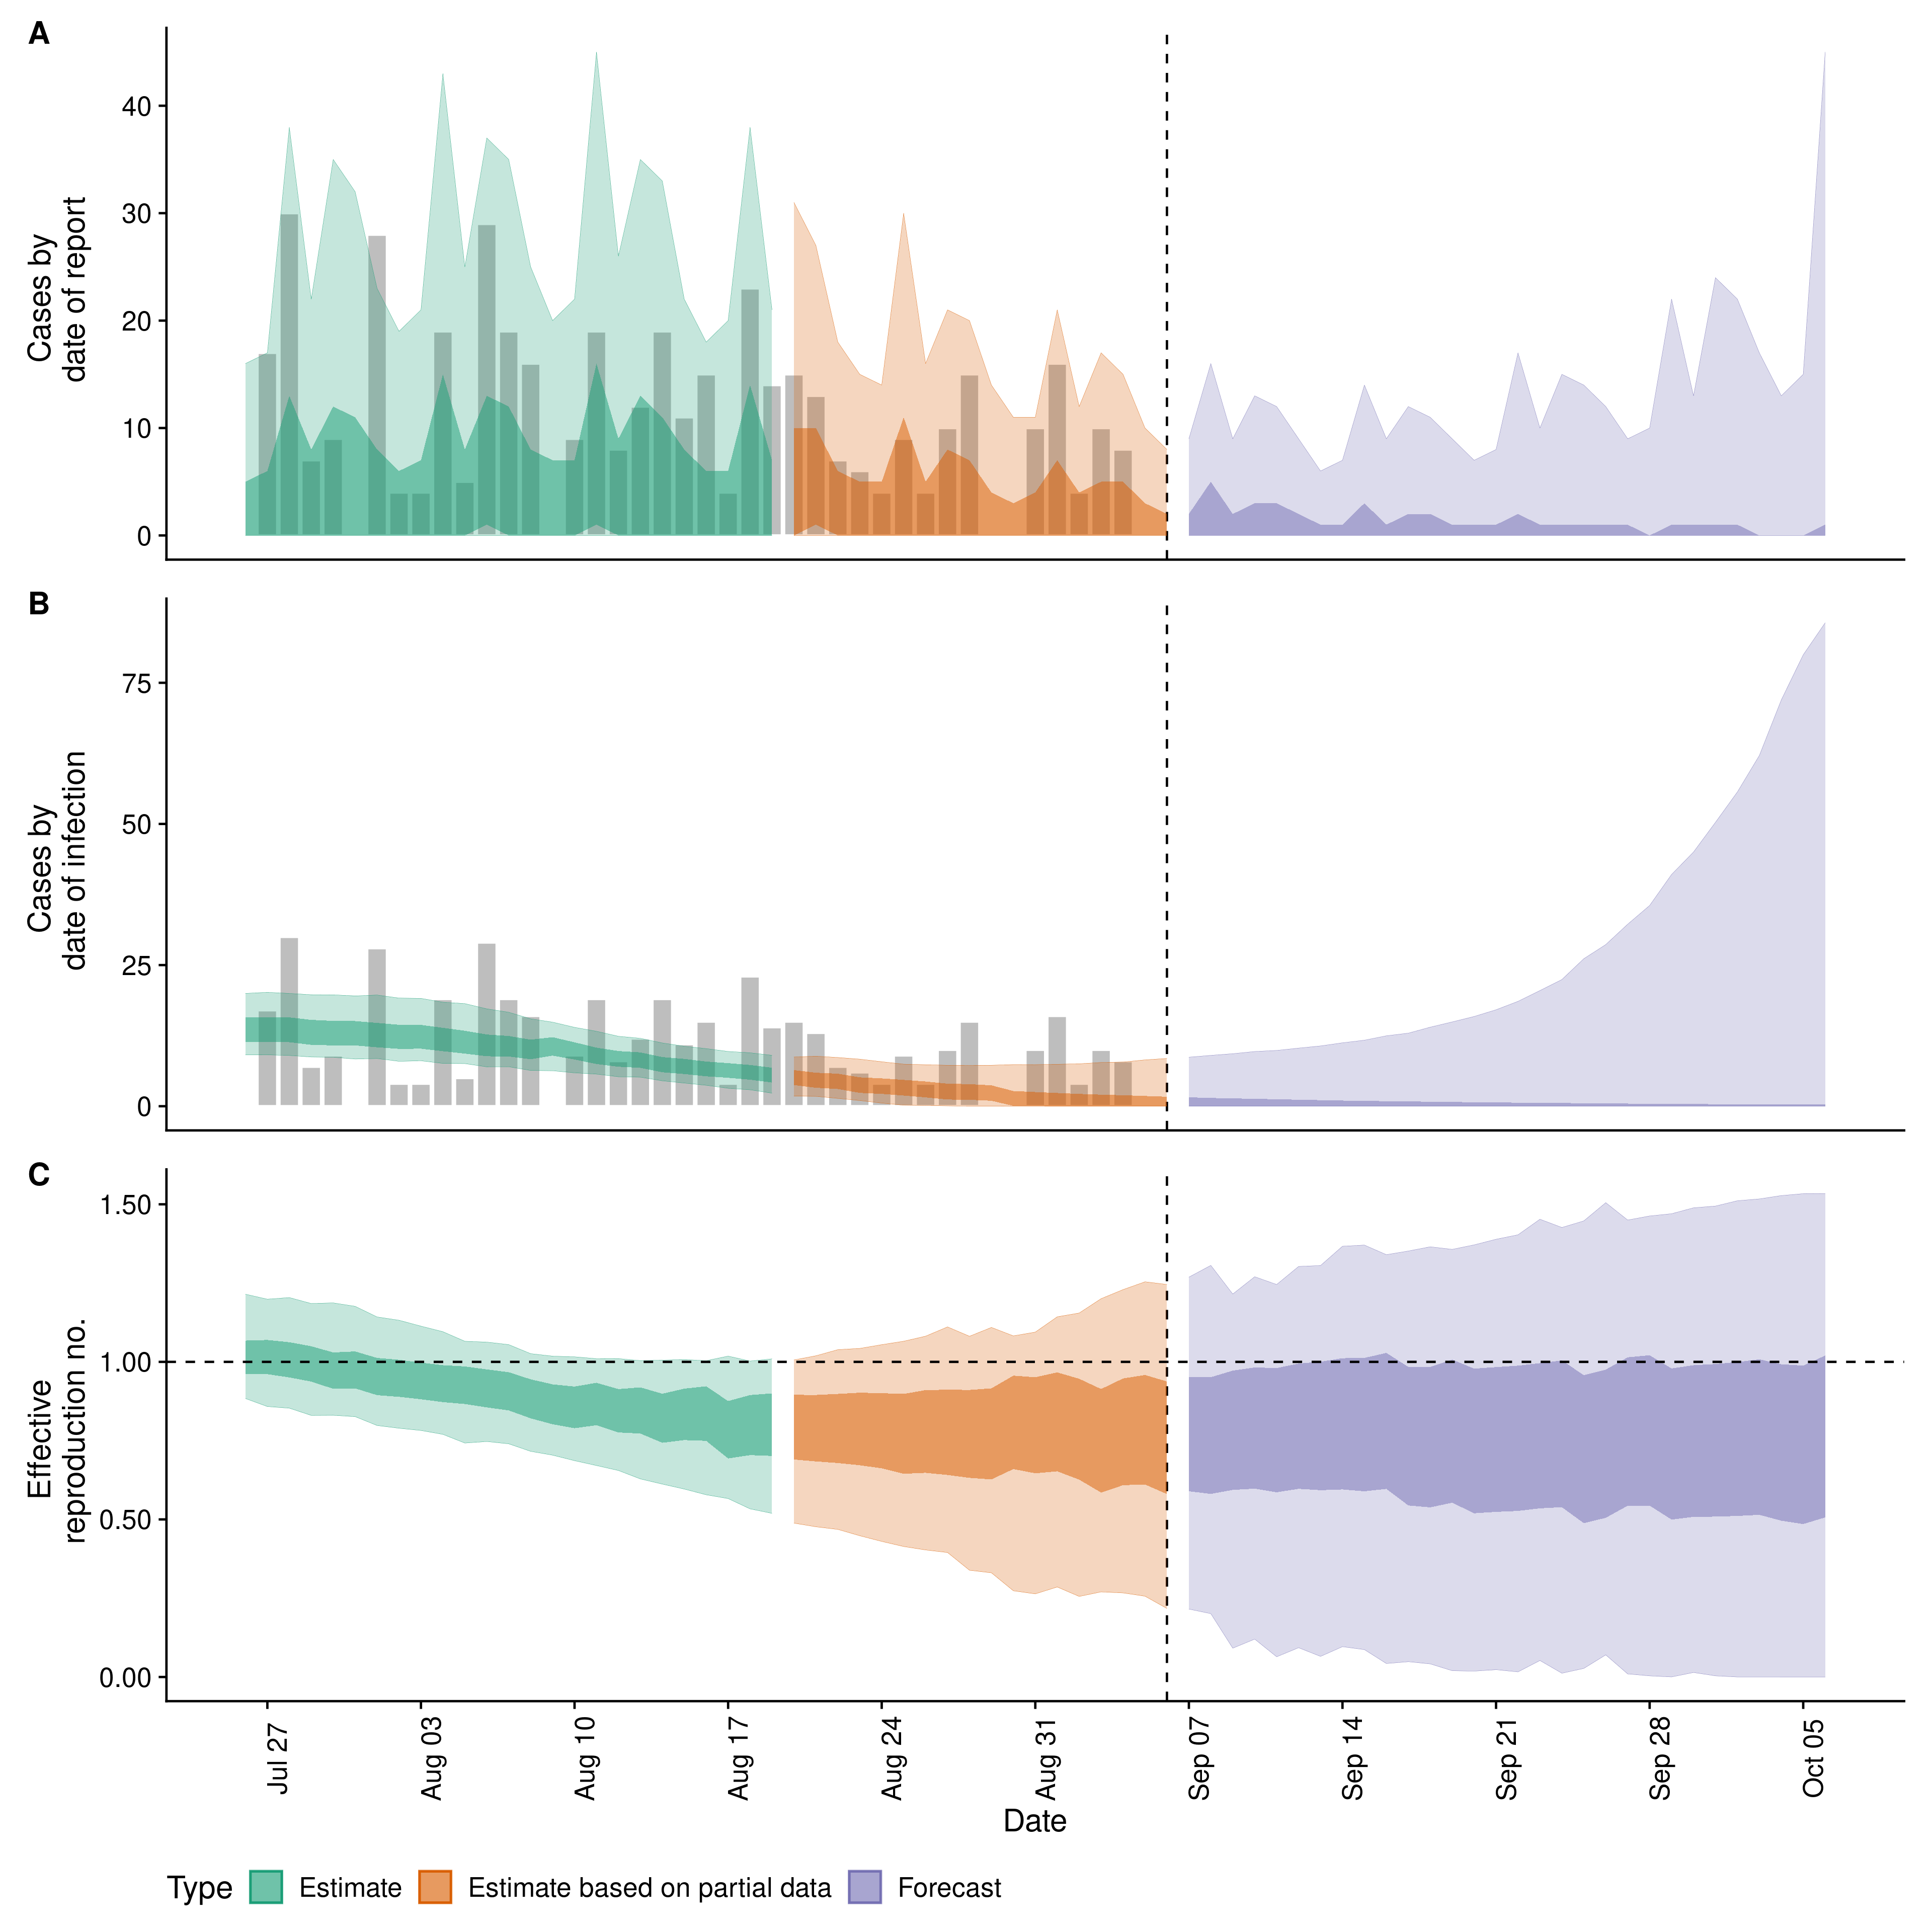 A
Cases by
date of report
40
30
20
10
0
B
Cases by
date of infection
75
50
25
0
C
Effective
reproduction no.
1.50
1.00
0.50
0.00
Jul 27
Aug 03
Aug 10
Aug 17
Aug 24
Aug 31
Sep 07
Sep 14
Sep 21
Sep 28
Oct 05
Date
Type Estimate Estimate based on partial data Forecast